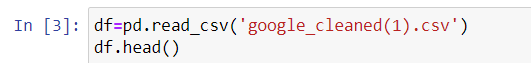 In [3]: df=pd.read_csv('google_cleaned(1).csv')
df.head()